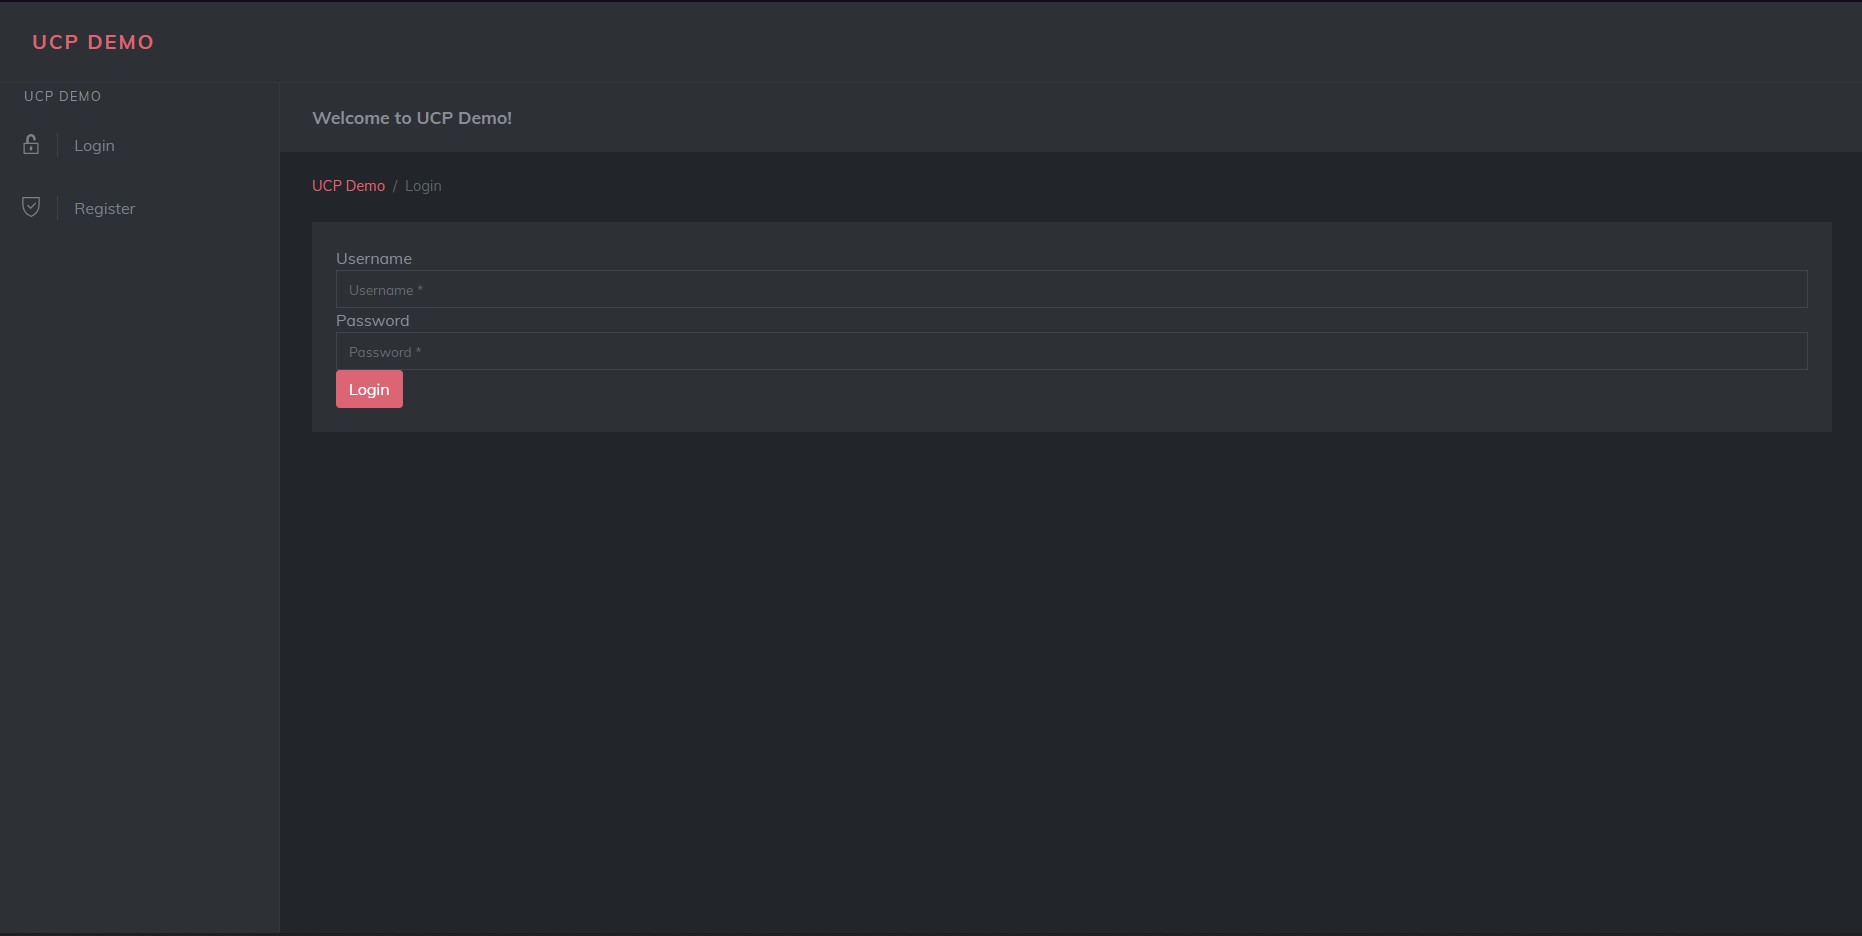 UCP DEMO
UCP DEMO
Login
Register
Welcome to UCP Demo!
UCP Demo / Login
Username
Username *
Password
Password *
Login